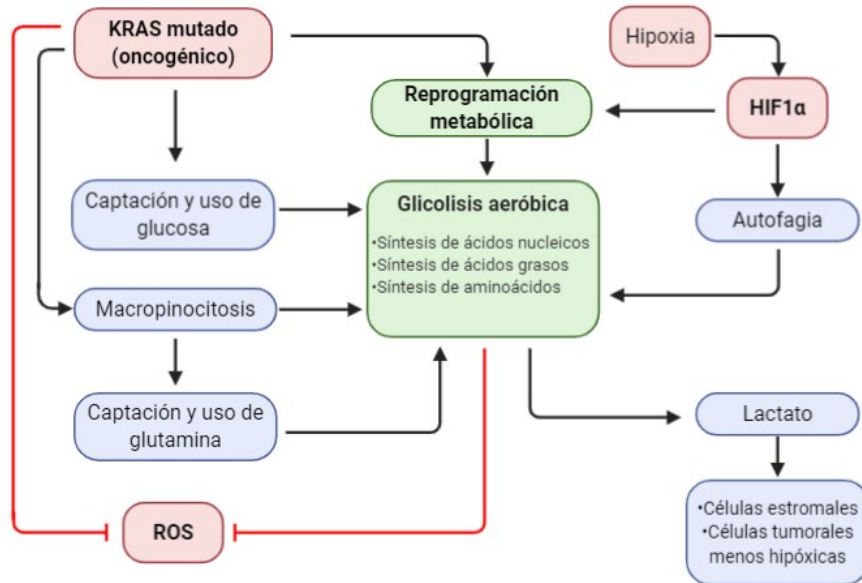 KRAS mutado
(oncogénico)
Hipoxia
Reprogramación
metabólica
HIF1α
Captación y uso de
glucosa
Glicolisis aeróbica
•Síntesis de ácidos nucleicos
•Síntesis de ácidos grasos
•Síntesis de aminoácidos
Autofagia
Macropinocitosis
Captación y uso de
glutamina
Lactato
ROS
•Células estromales
•Células tumorales
menos hipóxicas